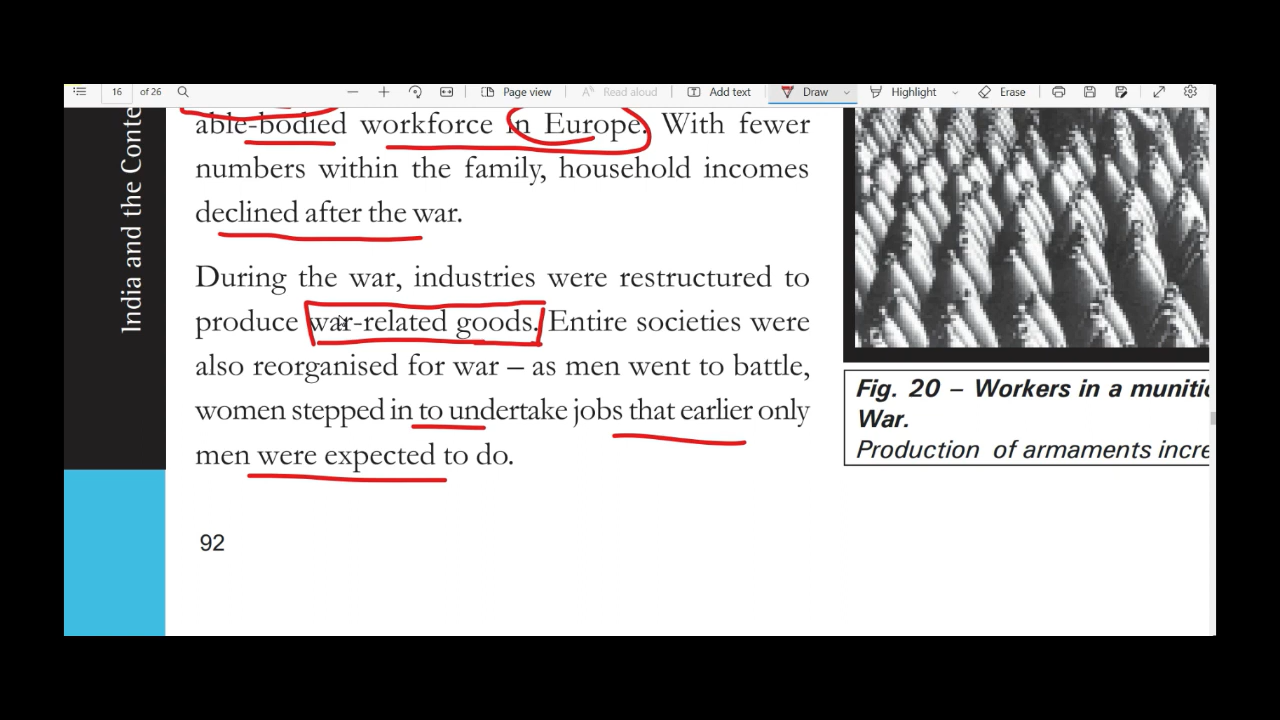 16 of 26 Page view Read aloud Add text Draw Highlight Erase
India and the Conte
able-bodied workforce in Europe. With fewer
numbers within the family, household incomes
declined after the war.
During the war, industries were restructured to
produce war-related goods. Entire societies were
also reorganised for war – as men went to battle,
women stepped in to undertake jobs that earlier only
men were expected to do.
92
Fig. 20 – Workers in a munitic
War.
Production of armaments incre